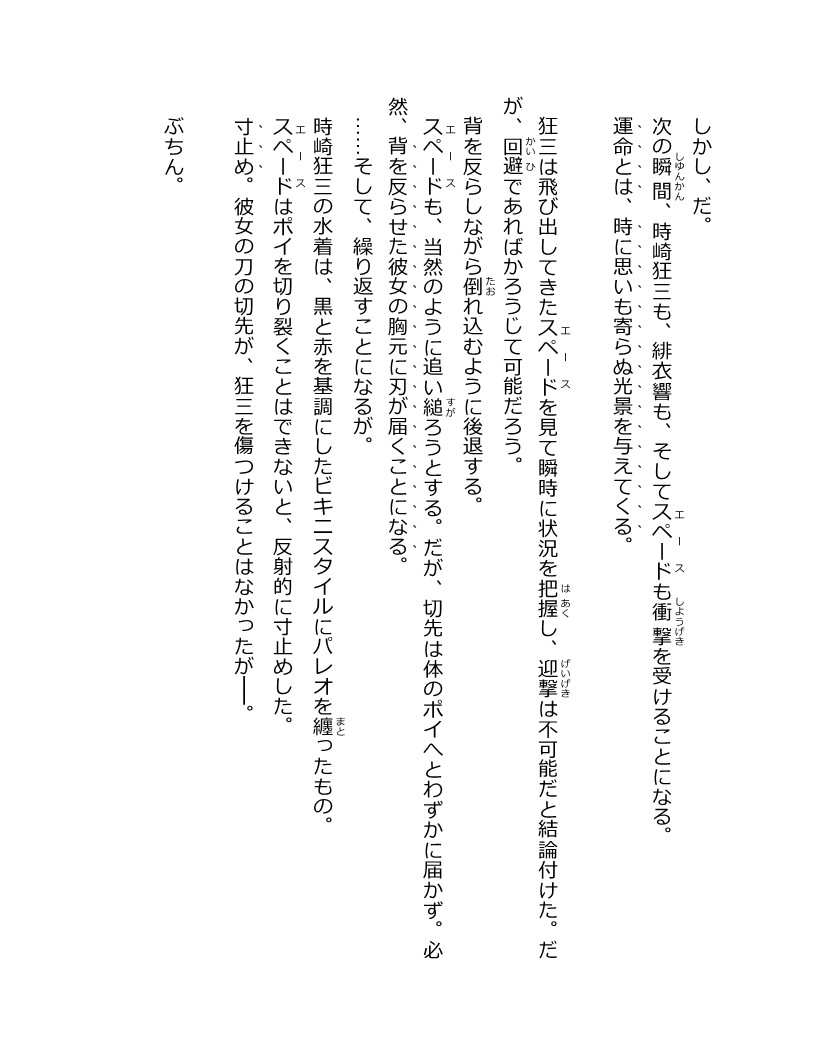 しかし、だ。
次の瞬間、時崎狂三も、緋衣響も、そしてスペードも衝撃を受けることになる。
運命とは、時に思いも寄らぬ光景を与えてくる。
狂三は飛び出してきたスペードを見て瞬時に状況を把握し、迎撃は不可能だと結論付けた。だ
が、回避であればかろうじて可能だろう。
背を反らしながら倒れ込むように後退する。
スペードも、当然のように追い縋ろうとする。だが、切先は体のポイへとわずかに届かず。必
然、背を反らせた彼女の胸元に刃が届くことになる。
……そして、繰り返すことになるが。
時崎狂三の水着は、黒と赤を基調にしたビキニスタイルにパレオを纏ったもの。
スペードはポイを切り裂くことはできないと、反射的に寸止めした。
寸止め。彼女の刀の切先が、狂三を傷つけることはなかったが――。
ぶちん。